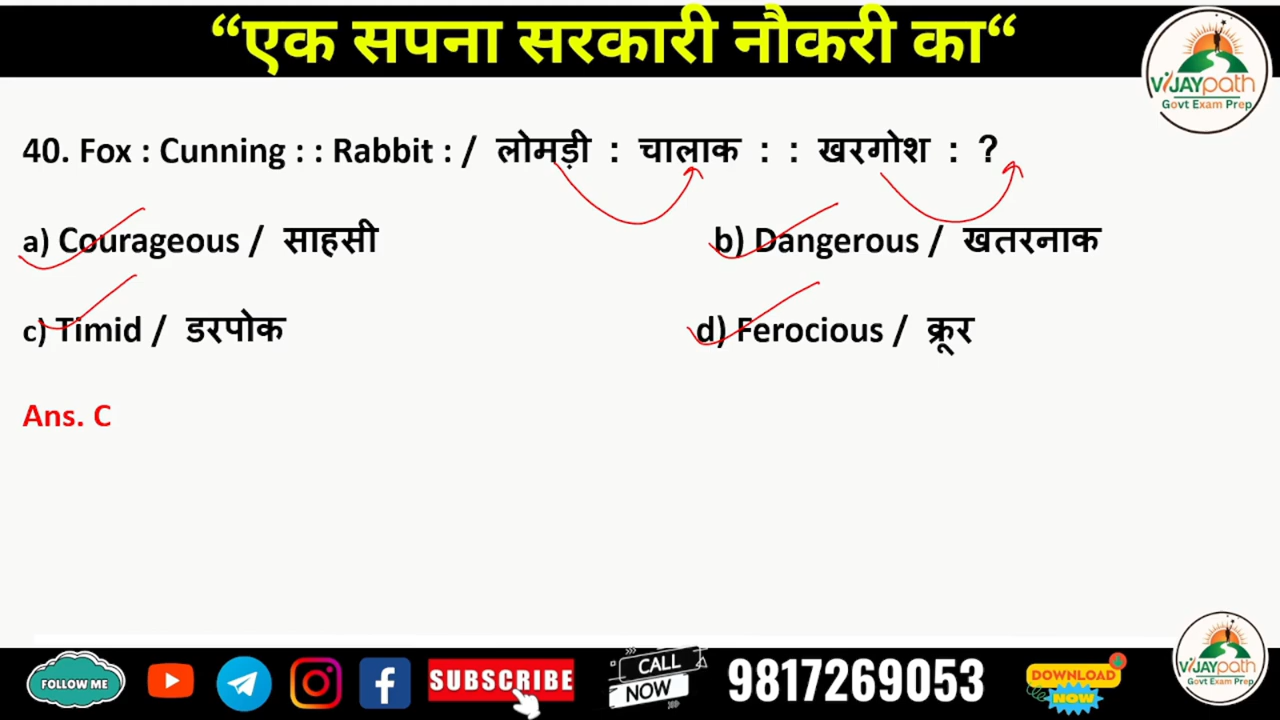 “एक सपना सरकारी नौकरी का“
VIJAYpath
Govt Exam Prep
40. Fox : Cunning : : Rabbit : / लोमड़ी : चालाक : : खरगोश : ?
a) Courageous / साहसी
b) Dangerous / खतरनाक
c) Timid / डरपोक
d) Ferocious / क्रूर
Ans. C
FOLLOW ME
SUBSCRIBE
CALL
NOW
9817269053
DOWNLOAD
NOW
VIJAYpath
Govt Exam Prep